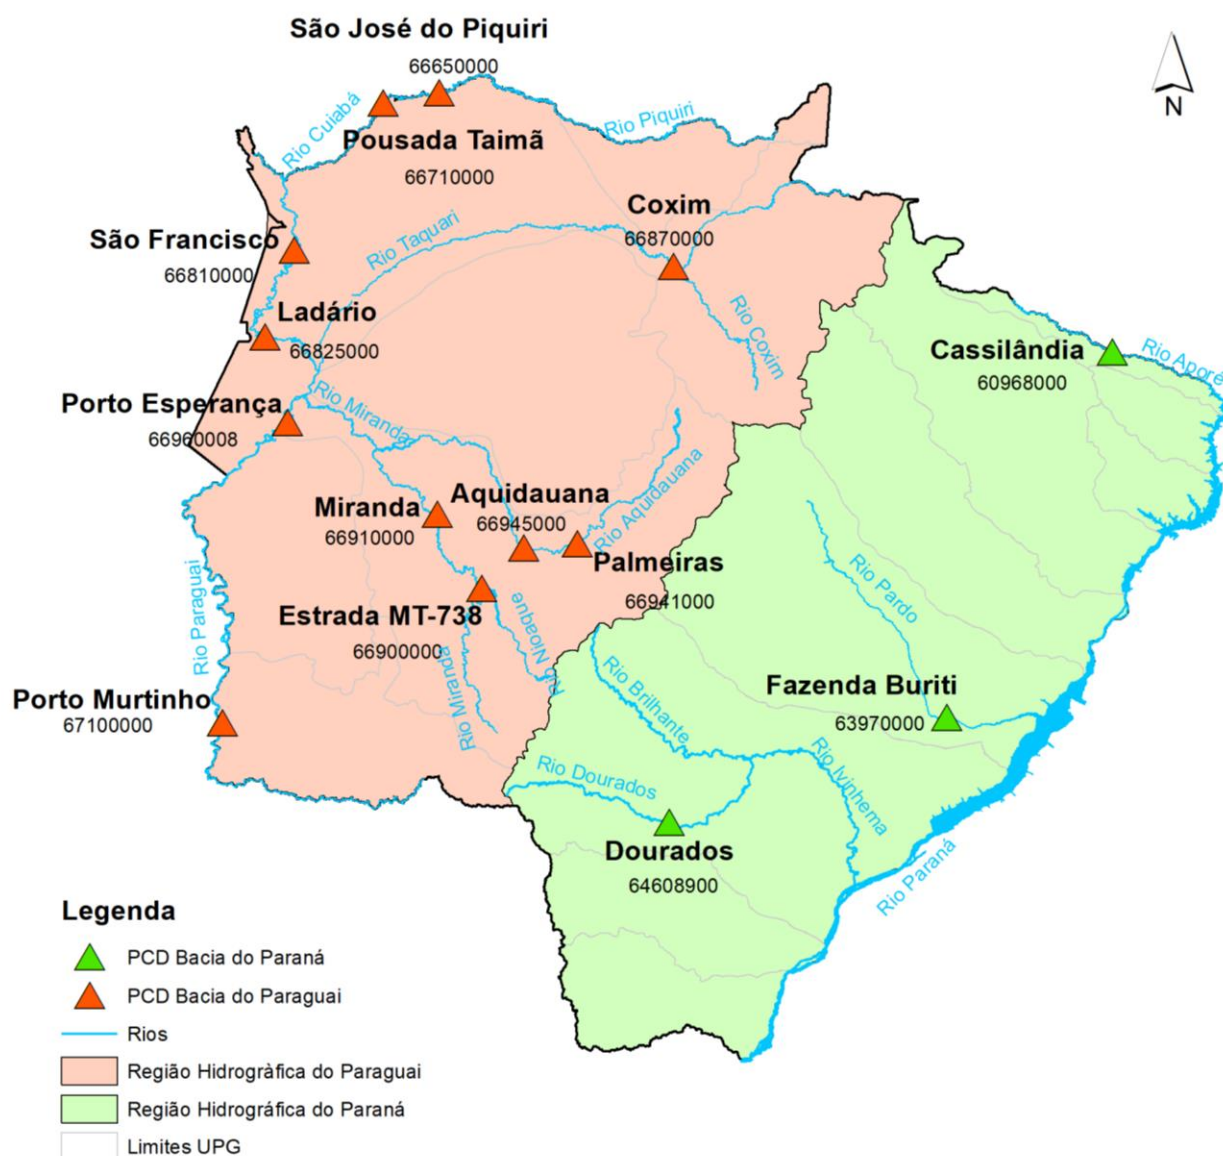 São José do Piquiri
66650000
N
Rio Cuiabá
Rio Piquiri
Pousada Taimã
66710000
Coxim
66870000
São Francisco
66810000
Rio Taquari
Ladário
66825000
Rio Coxim
Cassilândia
60968000
Rio Aporé
Porto Esperança
66960008
Rio Miranda
Aquidauana
66945000
Rio Aquidauana
Miranda
66910000
Palmeiras
66941000
Rio Pardo
Rio Paraguai
Estrada MT-738
66900000
Rio Nioaque
Rio Miranda
Rio Brilhante
Fazenda Buriti
63970000
Porto Murtinho
67100000
Rio Dourados
Rio Ivinhema
Dourados
64608900
Rio Paraná
Legenda
PCD Bacia do Paraná
PCD Bacia do Paraguai
Rios
Região Hidrogràfica do Paraguai
Região Hidrográfica do Paraná
Limites UPG